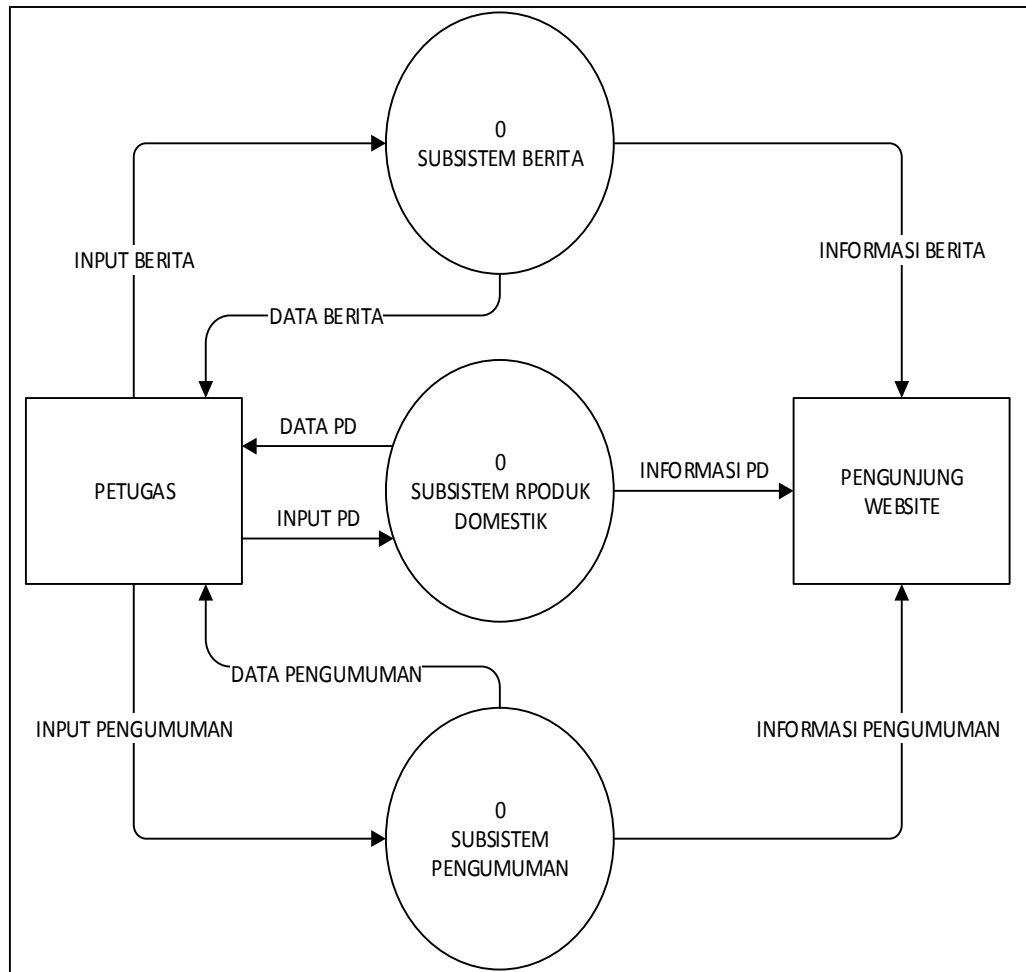 0
SUBSISTEM BERITA
INPUT BERITA
INFORMASI BERITA
DATA BERITA
DATA PD
0
SUBSISTEM RPODUK
DOMESTIK
INFORMASI PD
PETUGAS
PENGUNJUNG
WEBSITE
INPUT PD
DATA PENGUMUMAN
INPUT PENGUMUMAN
INFORMASI PENGUMUMAN
0
SUBSISTEM
PENGUMUMAN